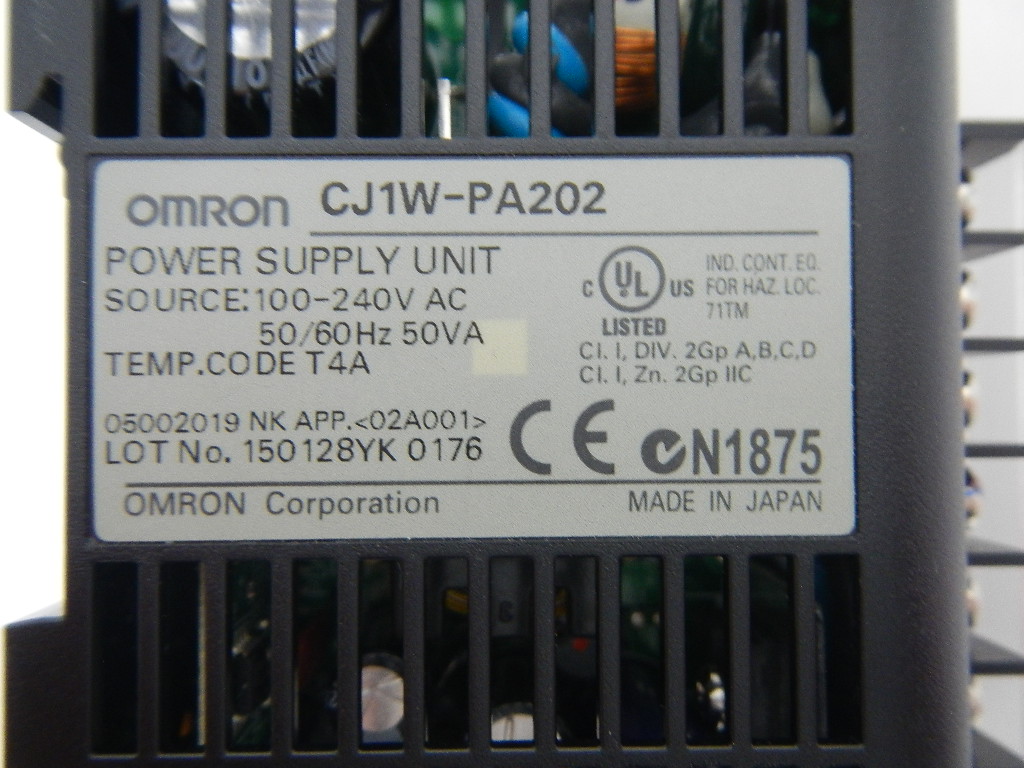 OMRON CJ1W-PA202
POWER SUPPLY UNIT
SOURCE:100-240V AC
50/60Hz 50VA
TEMP.CODE T4A
C UL US
LISTED
IND. CONT. EQ.
FOR HAZ. LOC.
71TM
Cl. I, DIV. 2Gp A,B,C,D
Cl. I, Zn. 2Gp IIC
05002019 NK APP.<02A001>
LOT No. 150128YK 0176
CE N1875
OMRON Corporation MADE IN JAPAN